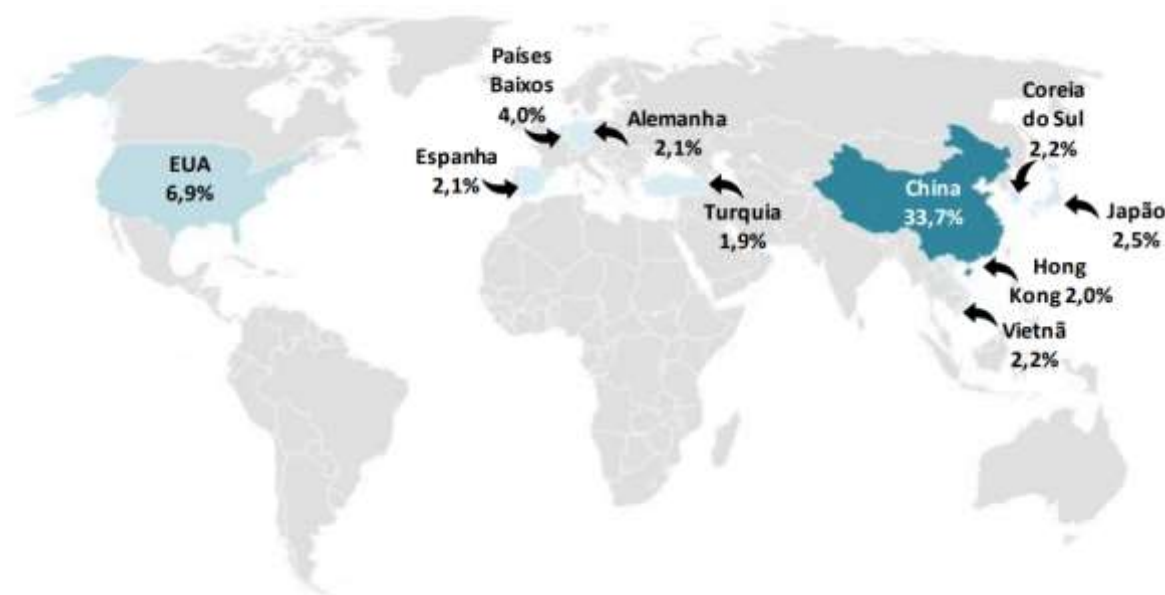 Países
Baixos
4,0%
Alemanha
2,1%
Espanha
2,1%
Turquia
1,9%
EUA
6,9%
China
33,7%
Coreia
do Sul
2,2%
Japão
2,5%
Hong
Kong 2,0%
Vietnã
2,2%